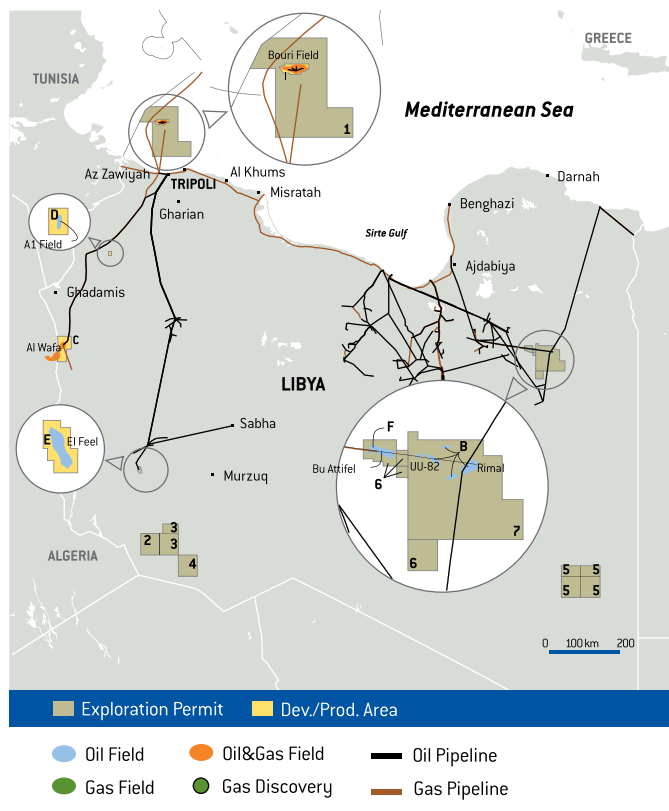 GREECE
TUNISIA
Bouri Field
I
1
Mediterranean Sea
Az Zawiyah
TRIPOLI
Al Khums
Misratah
Darnah
Gharian
Benghazi
D
A1 Field
Sirte Gulf
Ajdabiya
Ghadamis
Al Wafa
C
LIBYA
Sabha
E
El Feel
F
B
Bu Attifel
UU-82
Rimal
6
Murzuq
7
6
3
2
3
4
ALGERIA
5 5
5 5
0 100 km 200
Exploration Permit
Dev./Prod. Area
Oil Field
Oil&Gas Field
Oil Pipeline
Gas Field
Gas Discovery
Gas Pipeline